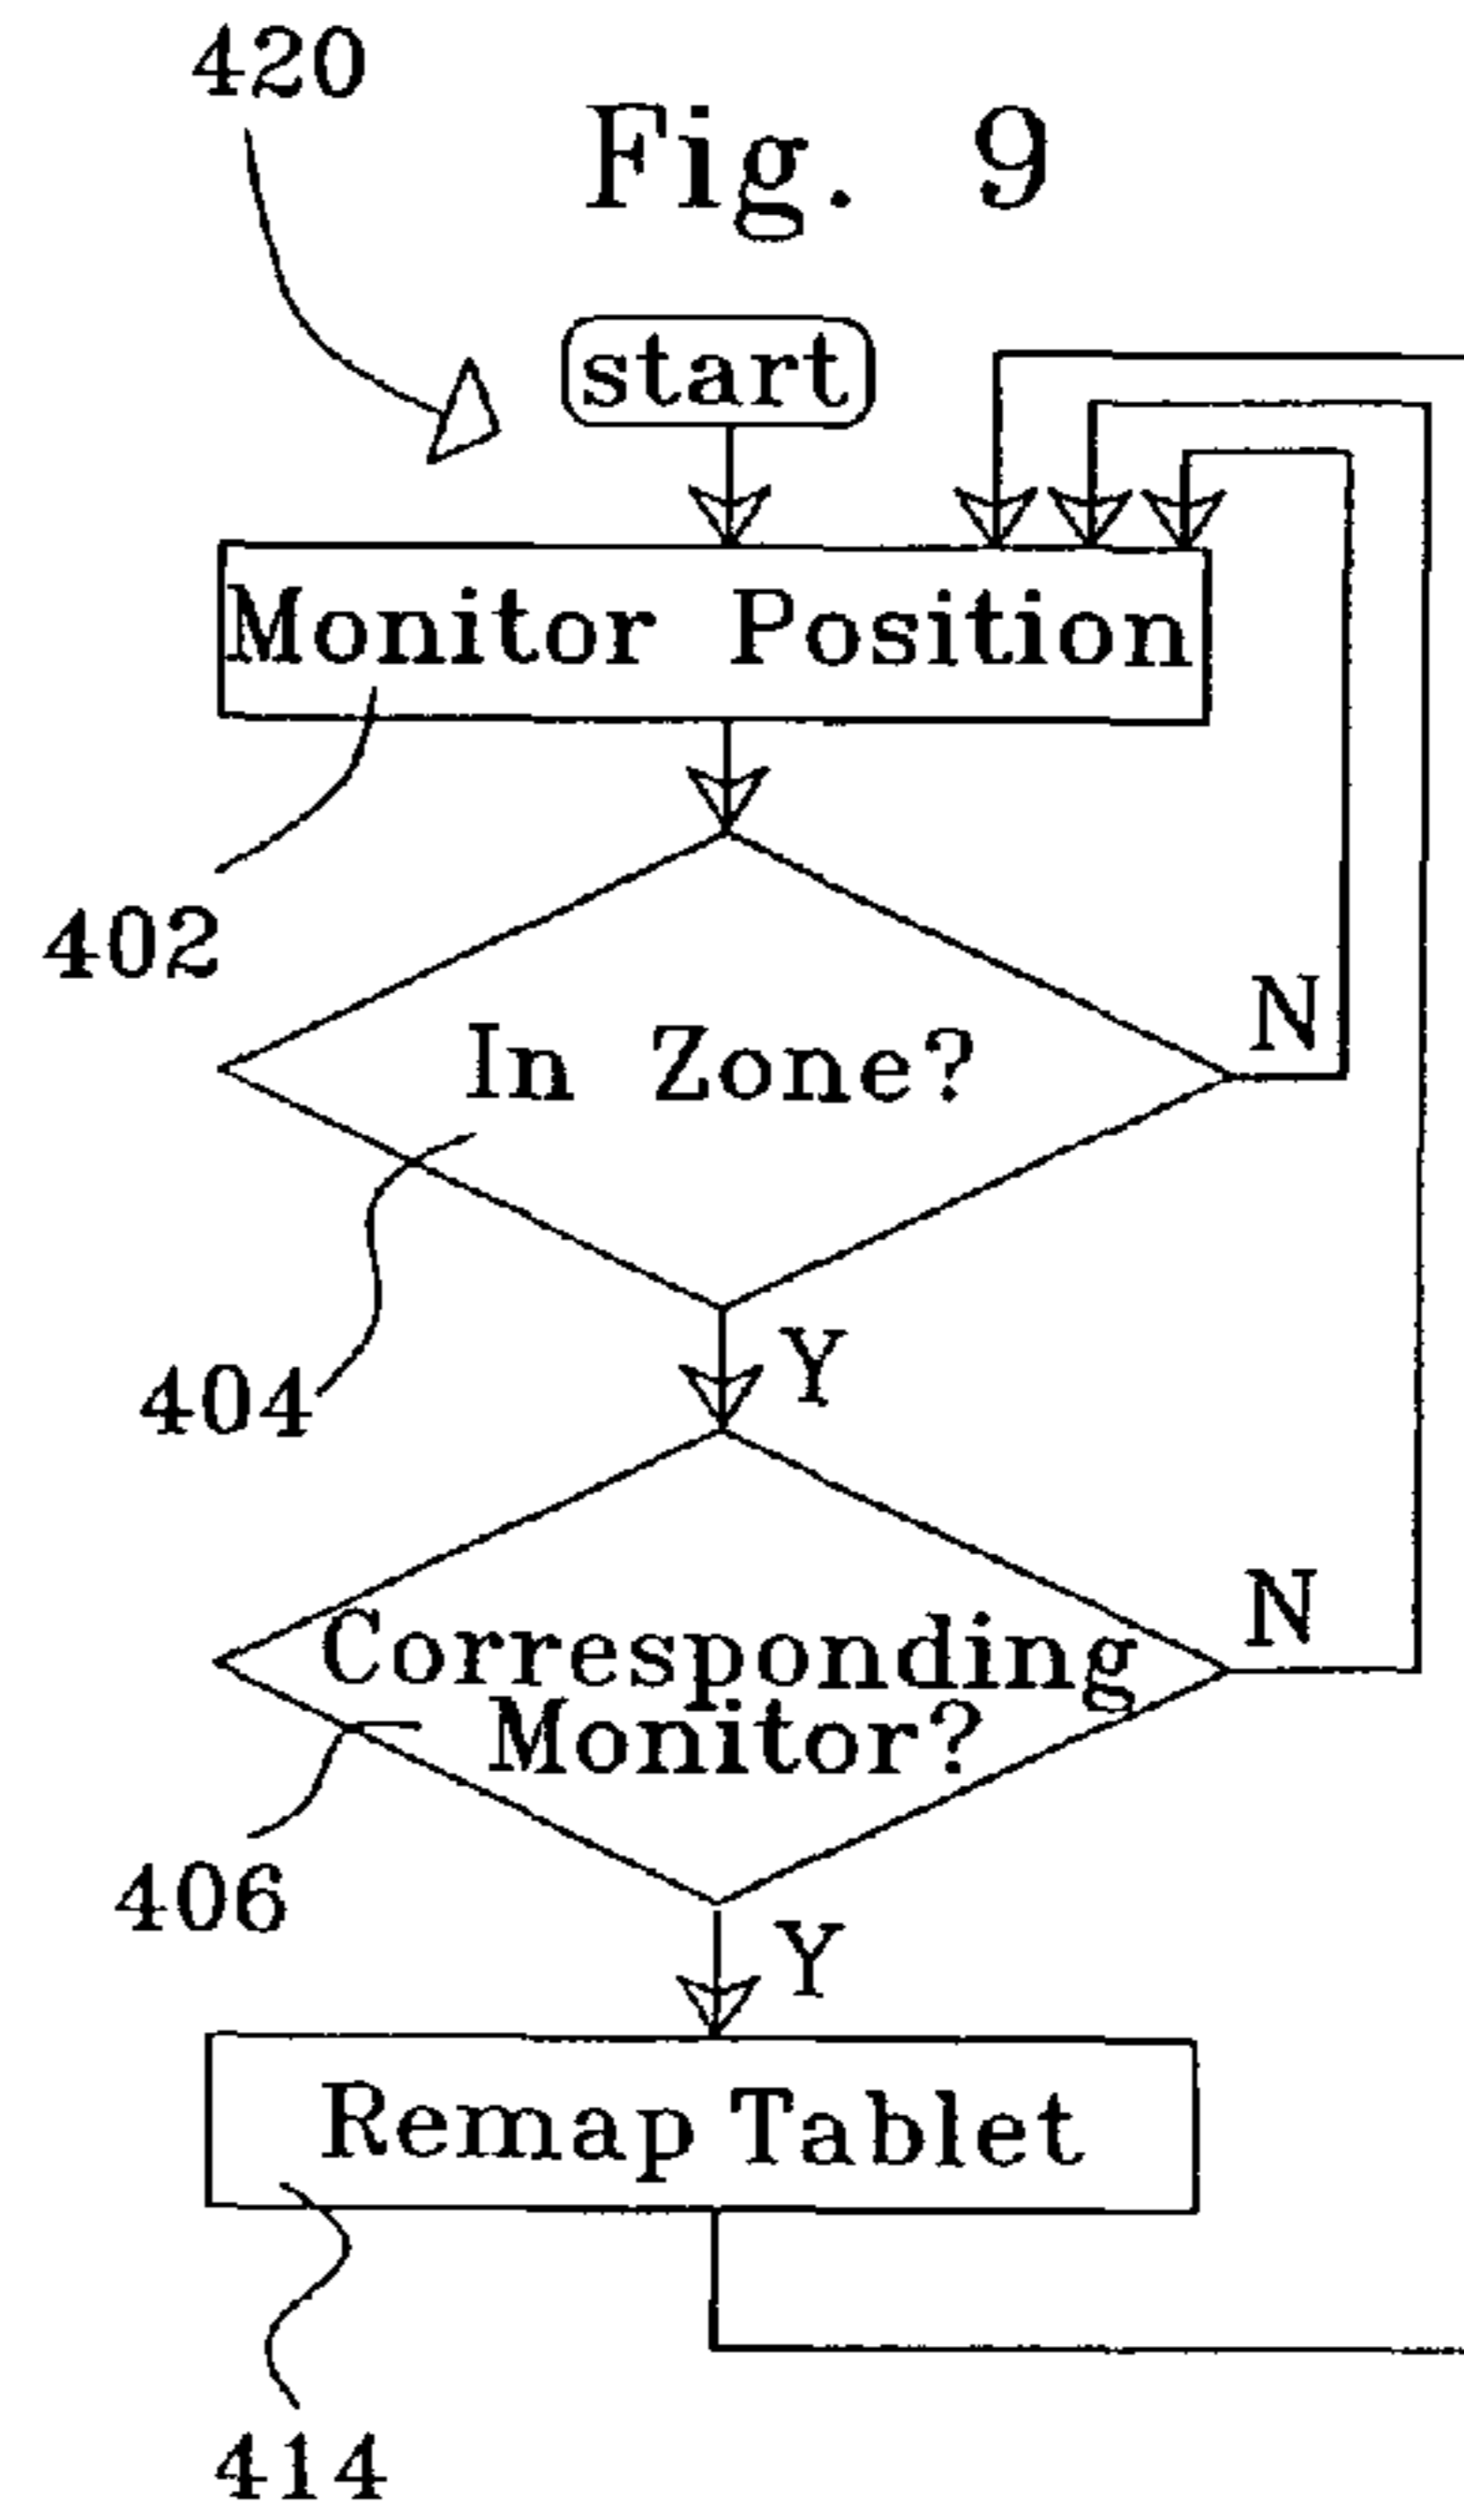 420
Fig. 9
start
Monitor Position
402
In Zone?
N
404
Y
Corresponding
Monitor?
N
406
Y
Remap Tablet
414